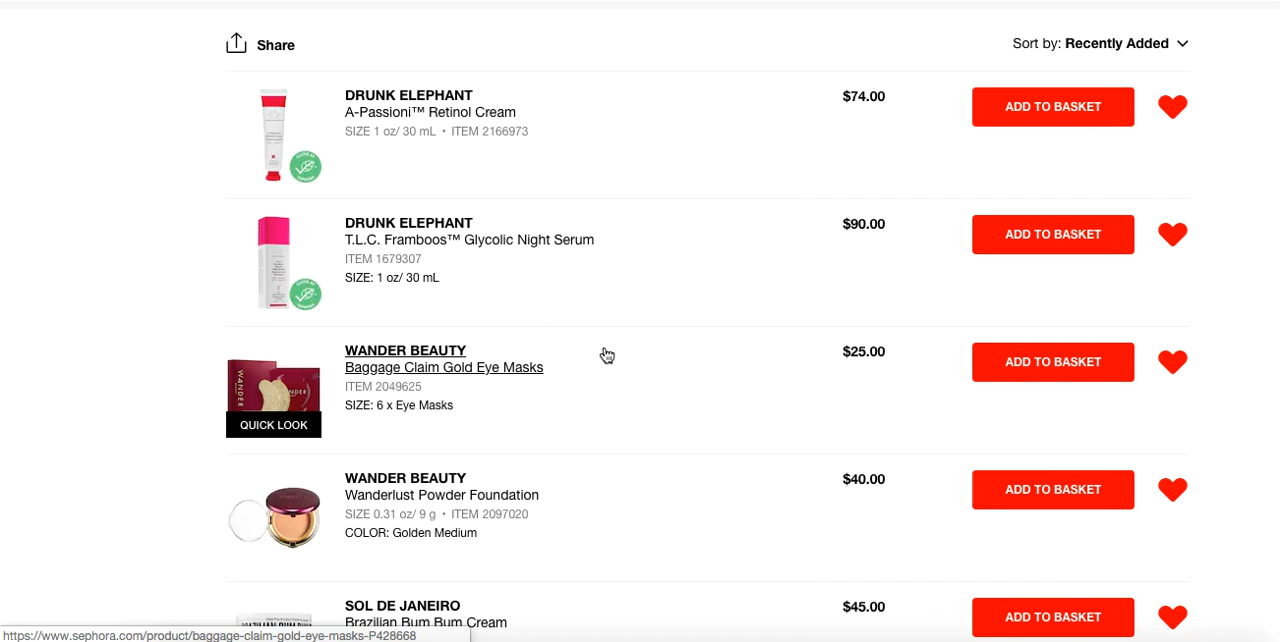 Share
Sort by: Recently Added
DRUNK ELEPHANT
A-Passioni™ Retinol Cream
SIZE 1 oz/ 30 mL • ITEM 2166973
$74.00
ADD TO BASKET
DRUNK ELEPHANT
T.L.C. Framboos™ Glycolic Night Serum
ITEM 1679307
SIZE: 1 oz/ 30 mL
$90.00
ADD TO BASKET
WANDER
QUICK LOOK
WANDER BEAUTY
Baggage Claim Gold Eye Masks
ITEM 2049625
SIZE: 6 x Eye Masks
$25.00
ADD TO BASKET
WANDER BEAUTY
Wanderlust Powder Foundation
SIZE 0.31 oz/ 9 g • ITEM 2097020
COLOR: Golden Medium
$40.00
ADD TO BASKET
SOL DE JANEIRO
Brazilian Bum Bum Cream
$45.00
ADD TO BASKET
https://www.sephora.com/product/baggage-claim-gold-eye-masks-P428668